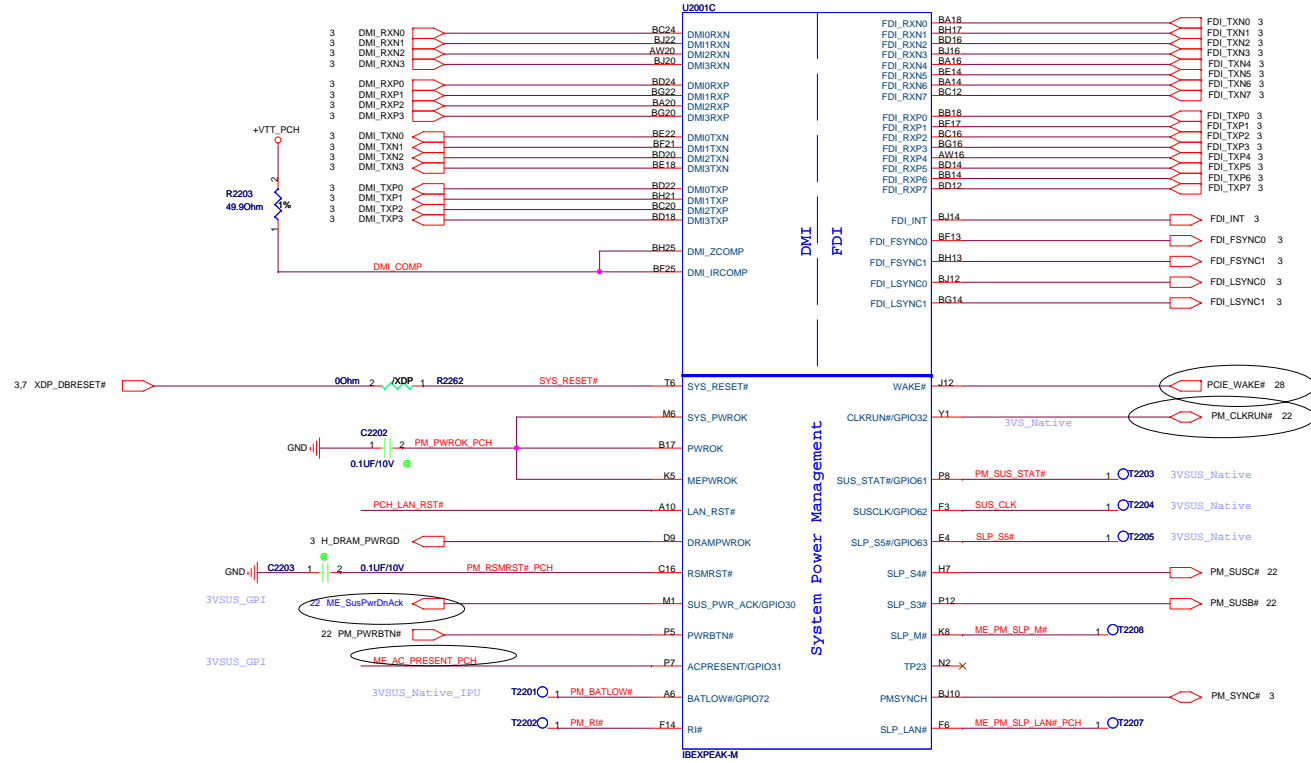 U2001C
3 DMI_RXN0 BC24 DMI0RXN
3 DMI_RXN1 BJ22 DMI1RXN
3 DMI_RXN2 AW20 DMI2RXN
3 DMI_RXN3 BJ20 DMI3RXN
3 DMI_RXP0 BD24 DMI0RXP
3 DMI_RXP1 BG22 DMI1RXP
3 DMI_RXP2 BA20 DMI2RXP
3 DMI_RXP3 BG20 DMI3RXP
3 DMI_TXN0 BE22 DMI0TXN
3 DMI_TXN1 BF21 DMI1TXN
3 DMI_TXN2 BD20 DMI2TXN
3 DMI_TXN3 BE18 DMI3TXN
3 DMI_TXP0 BD22 DMI0TXP
3 DMI_TXP1 BH21 DMI1TXP
3 DMI_TXP2 BC20 DMI2TXP
3 DMI_TXP3 BD18 DMI3TXP
+VTT_PCH
2
R2203
49.9Ohm 1%
1
BH25 DMI_ZCOMP
DMI_COMP BF25 DMI_IRCOMP
DMI
FDI
FDI_RXN0 BA18 FDI_TXN0 3
FDI_RXN1 BH17 FDI_TXN1 3
FDI_RXN2 BD16 FDI_TXN2 3
FDI_RXN3 BJ16 FDI_TXN3 3
FDI_RXN4 BA16 FDI_TXN4 3
FDI_RXN5 BE14 FDI_TXN5 3
FDI_RXN6 BA14 FDI_TXN6 3
FDI_RXN7 BC12 FDI_TXN7 3
FDI_RXP0 BB18 FDI_TXP0 3
FDI_RXP1 BF17 FDI_TXP1 3
FDI_RXP2 BC16 FDI_TXP2 3
FDI_RXP3 BG16 FDI_TXP3 3
FDI_RXP4 AW16 FDI_TXP4 3
FDI_RXP5 BD14 FDI_TXP5 3
FDI_RXP6 BB14 FDI_TXP6 3
FDI_RXP7 BD12 FDI_TXP7 3
FDI_INT BJ14 FDI_INT 3
FDI_FSYNC0 BF13 FDI_FSYNC0 3
FDI_FSYNC1 BH13 FDI_FSYNC1 3
FDI_LSYNC0 BJ12 FDI_LSYNC0 3
FDI_LSYNC1 BG14 FDI_LSYNC1 3
3,7 XDP_DBRESET# 0Ohm 2 /XDP 1 R2262 SYS_RESET# T6 SYS_RESET#
M6 SYS_PWROK
C2202
GND 1 2 PM_PWROK_PCH B17 PWROK
0.1UF/10V @
K5 MEPWROK
PCH_LAN_RST# A10 LAN_RST#
3 H_DRAM_PWRGD D9 DRAMPWROK
@
GND C2203 1 2 0.1UF/10V PM_RSMRST#_PCH C16 RSMRST#
3VSUS_GPI 22 ME_SusPwrDnAck M1 SUS_PWR_ACK/GPIO30
22 PM_PWRBTN# P5 PWRBTN#
3VSUS_GPI ME_AC_PRESENT_PCH P7 ACPRESENT/GPIO31
3VSUS_Native_IPU T2201 1 PM_BATLOW# A6 BATLOW#/GPIO72
T2202 1 PM_RI# F14 RI#
System Power Management
WAKE# J12 PCIE_WAKE# 28
CLKRUN#/GPIO32 Y1 3VS_Native PM_CLKRUN# 22
SUS_STAT#/GPIO61 P8 PM_SUS_STAT# 1 T2203 3VSUS_Native
SUSCLK/GPIO62 F3 SUS_CLK 1 T2204 3VSUS_Native
SLP_S5#/GPIO63 E4 SLP_S5# 1 T2205 3VSUS_Native
SLP_S4# H7 PM_SUSC# 22
SLP_S3# P12 PM_SUSB# 22
SLP_M# K8 ME_PM_SLP_M# 1 T2208
TP23 N2
PMSYNCH BJ10 PM_SYNC# 3
SLP_LAN# F6 ME_PM_SLP_LAN#_PCH 1 T2207
IBEXPEAK-M